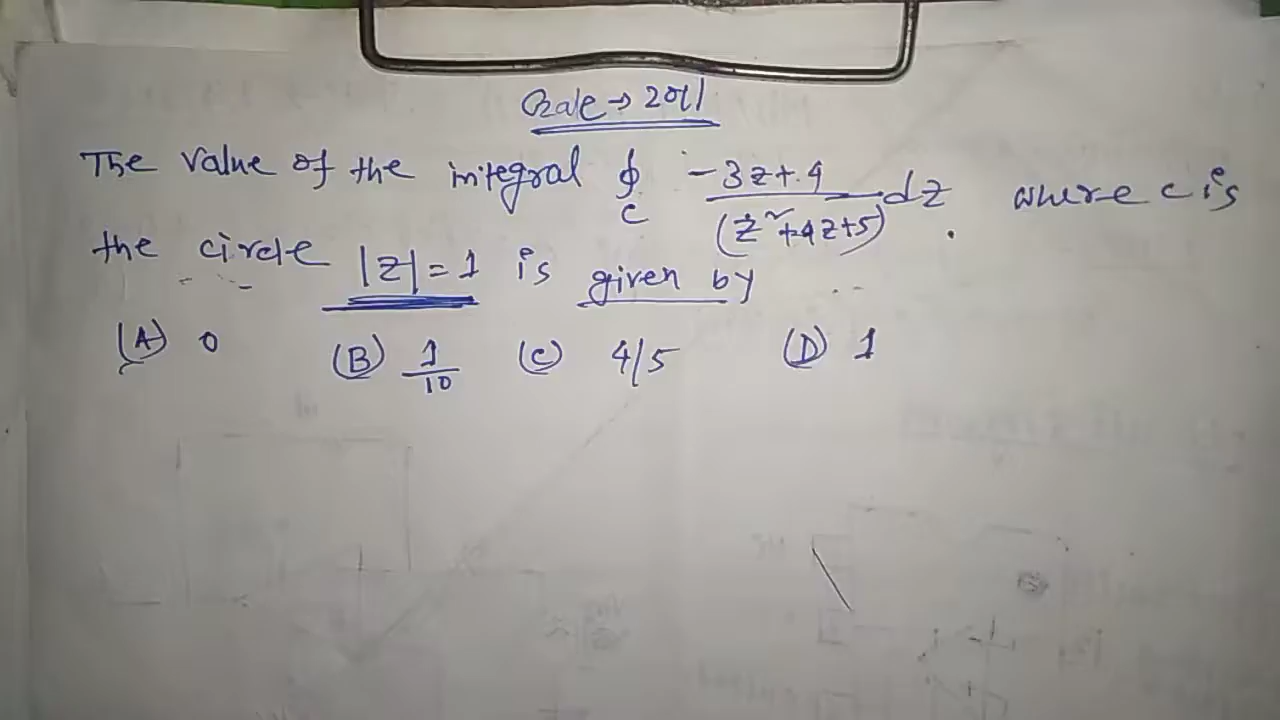 Gate → 2011
The value of the integral ∮c -3z+4/(z²+4z+5) dz where c is
the circle |z|=1 is given by
(A) 0 (B) 1/10 (C) 4/5 (D) 1